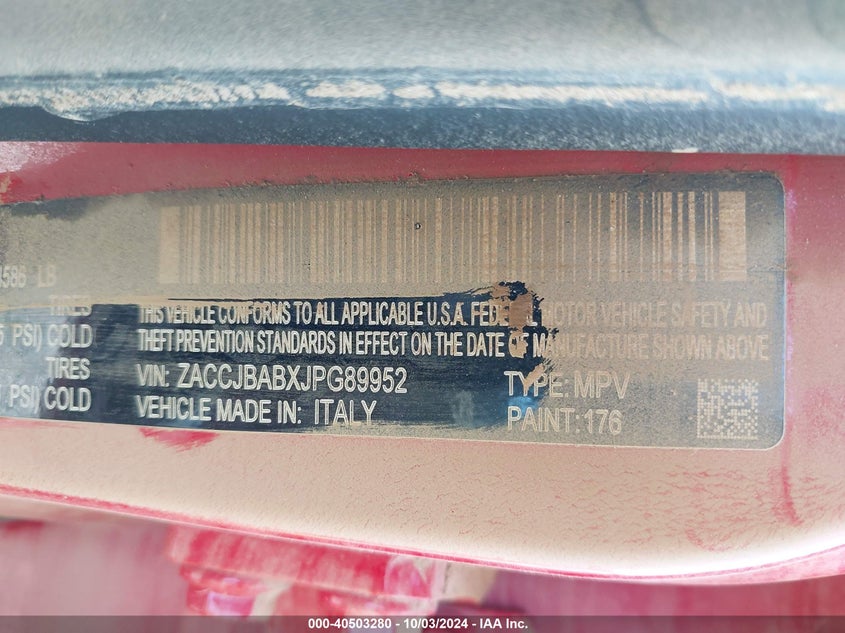 586 LB
TIRES
THIS VEHICLE CONFORMS TO ALL APPLICABLE U.S.A. FEDERAL MOTOR VEHICLE SAFETY AND
PSI) COLD
THEFT PREVENTION STANDARDS IN EFFECT ON THE DATE OF MANUFACTURE SHOWN ABOVE
TIRES
VIN: ZACCJBABXJPG89952 TYPE: MPV
PSI) COLD
VEHICLE MADE IN: ITALY PAINT: 176
000-40503280 - 10/03/2024 - IAA Inc.